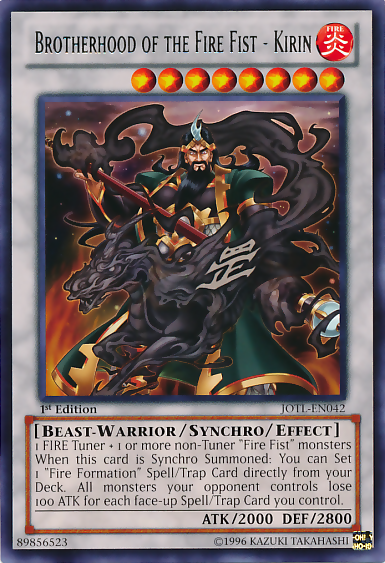 BROTHERHOOD OF THE FIRE FIST - KIRIN
FIRE
炎
1st Edition
JOTL-EN042
[BEAST-WARRIOR/SYNCHRO/EFFECT]
1 FIRE Tuner + 1 or more non-Tuner "Fire Fist" monsters
When this card is Synchro Summoned: You can Set
1 "Fire Formation" Spell/Trap Card directly from your
Deck. All monsters your opponent controls lose
100 ATK for each face-up Spell/Trap Card you control.
ATK/2000 DEF/2800
89856523
©1996 KAZUKI TAKAHASHI